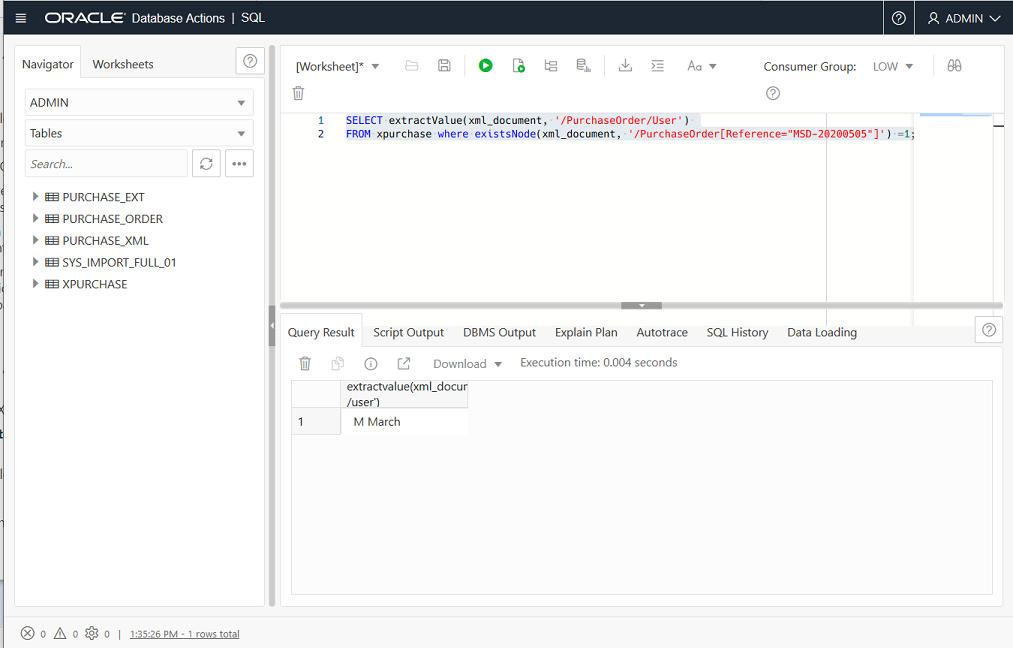 ORACLE Database Actions | SQL
ADMIN
Navigator
Worksheets
ADMIN
Tables
Search...
PURCHASE_EXT
PURCHASE_ORDER
PURCHASE_XML
SYS_IMPORT_FULL_01
XPURCHASE
[Worksheet]*
Aa
Consumer Group: LOW
1 SELECT extractValue(xml_document, '/PurchaseOrder/User')
2 FROM xpurchase where existsNode(xml_document, '/PurchaseOrder[Reference="MSD-20200505"]') =1;
Query Result Script Output DBMS Output Explain Plan Autotrace SQL History Data Loading
Download Execution time: 0.004 seconds
extractvalue(xml_docur
/user')
1 M March
0 0 0 | 1:35:26 PM - 1 rows total